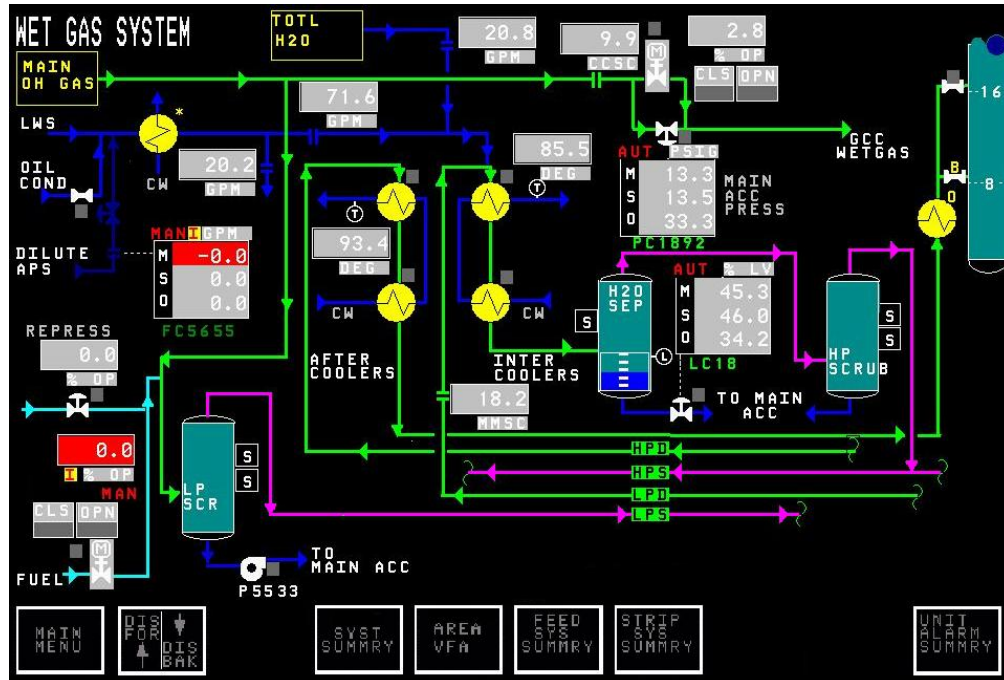 WET GAS SYSTEM
TOTL
H2O
20.8
GPM
9.9
CCSC
M
2.8
% OP
CLS OPN
MAIN
OH GAS
71.6
GPM
16
LWS
*
20.2
GPM
CW
85.5
DEG
GCC
WETGAS
OIL
COND
T
T
AUT PSIG
M 13.3
S 13.5
O 33.3
MAIN
ACC
PRESS
PC1892
B
O
8
93.4
DEG
DILUTE
APS
MAN I GPM
M -0.0
S 0.0
O 0.0
FC5655
CW
CW
H2O
SEP
S
L
AUT % LV
M 45.3
S 46.0
O 34.2
LC18
HP
SCRUB
S
S
REPRESS
0.0
% OP
AFTER
COOLERS
INTER
COOLERS
18.2
MMSC
TO MAIN
ACC
0.0
I % OP
MAN
CLS OPN
M
FUEL
LP
SCR
S
S
HPD
HPS
LPD
LPS
TO
MAIN ACC
P5533
MAIN
MENU
DIS
FOR
DIS
BAK
SYST
SUMMRY
AREA
VFA
FEED
SYS
SUMMRY
STRIP
SYS
SUMMRY
UNIT
ALARM
SUMMRY